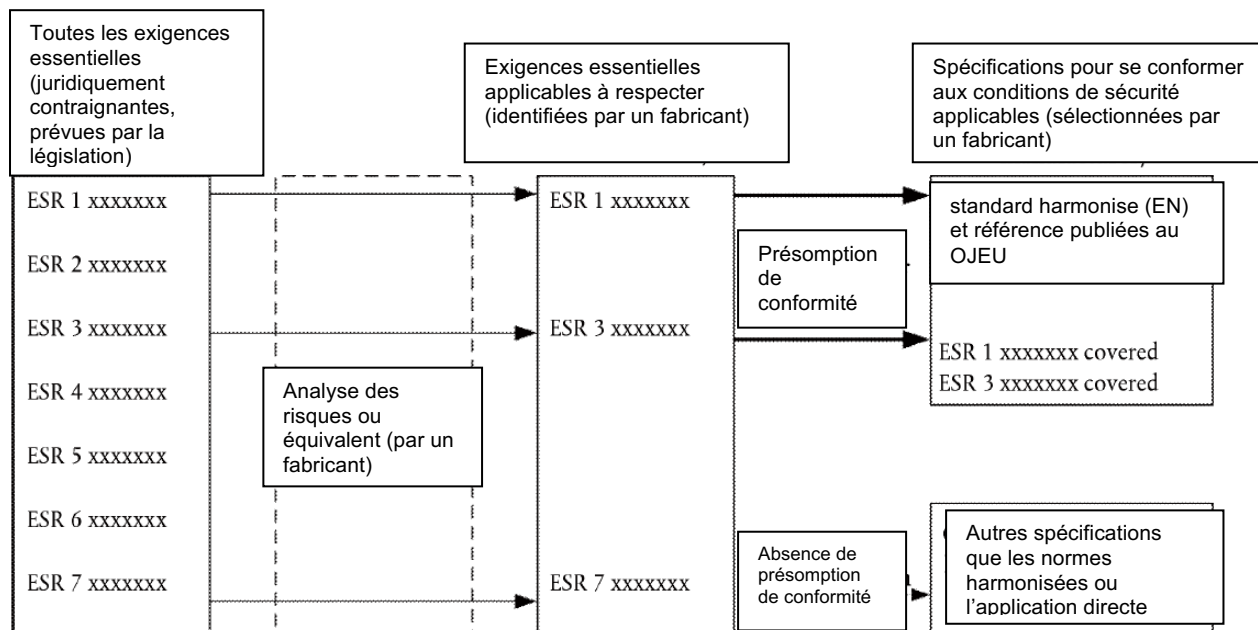 Toutes les exigences
essentielles
(juridiquement
contraignantes,
prévues par la
législation)
Exigences essentielles
applicables à respecter
(identifiées par un fabricant)
Spécifications pour se conformer
aux conditions de sécurité
applicables (sélectionnées par
un fabricant)
ESR 1 xxxxxxx
ESR 2 xxxxxxx
ESR 3 xxxxxxx
ESR 4 xxxxxxx
ESR 5 xxxxxxx
ESR 6 xxxxxxx
ESR 7 xxxxxxx
Analyse des
risques ou
équivalent (par un
fabricant)
ESR 1 xxxxxxx
ESR 3 xxxxxxx
ESR 7 xxxxxxx
Présomption
de
conformité
Absence de
présomption
de conformité
standard harmonise (EN)
et référence publiées au
OJEU
ESR 1 xxxxxxx covered
ESR 3 xxxxxxx covered
Autres spécifications
que les normes
harmonisées ou
l’application directe